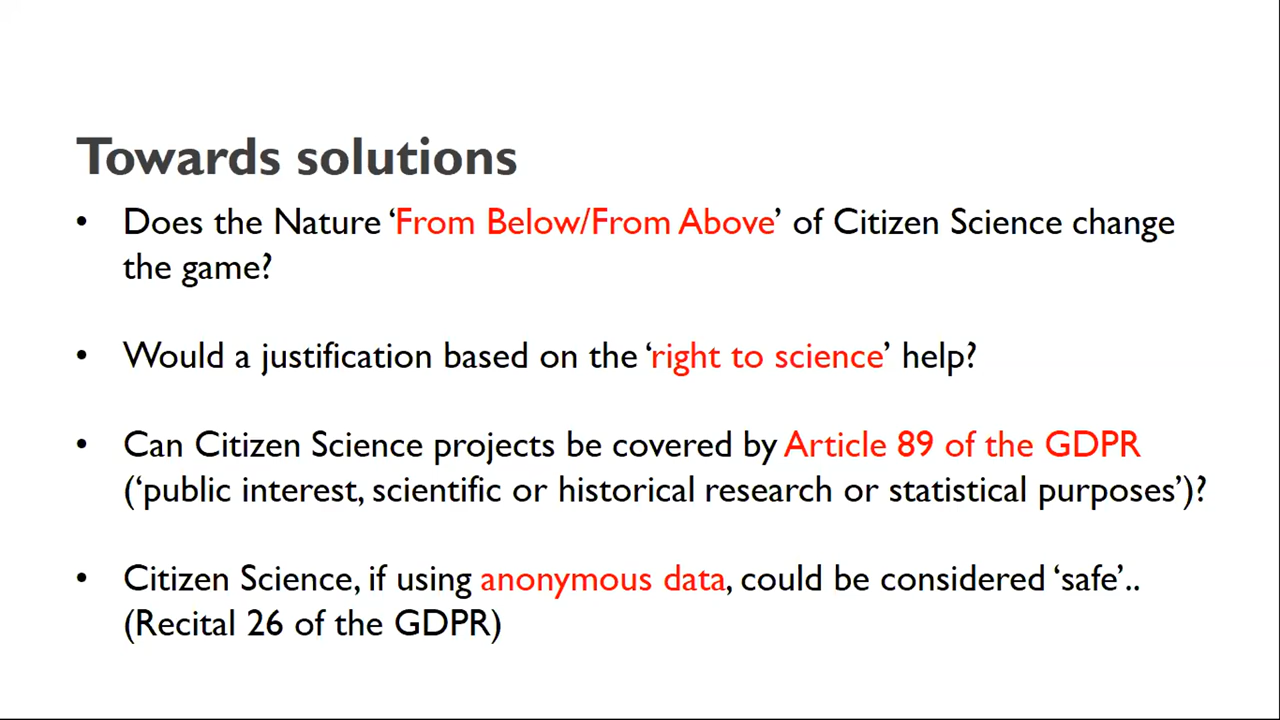 Towards solutions
• Does the Nature ‘From Below/From Above’ of Citizen Science change
the game?
• Would a justification based on the ‘right to science’ help?
• Can Citizen Science projects be covered by Article 89 of the GDPR
(‘public interest, scientific or historical research or statistical purposes’)?
• Citizen Science, if using anonymous data, could be considered ‘safe’..
(Recital 26 of the GDPR)